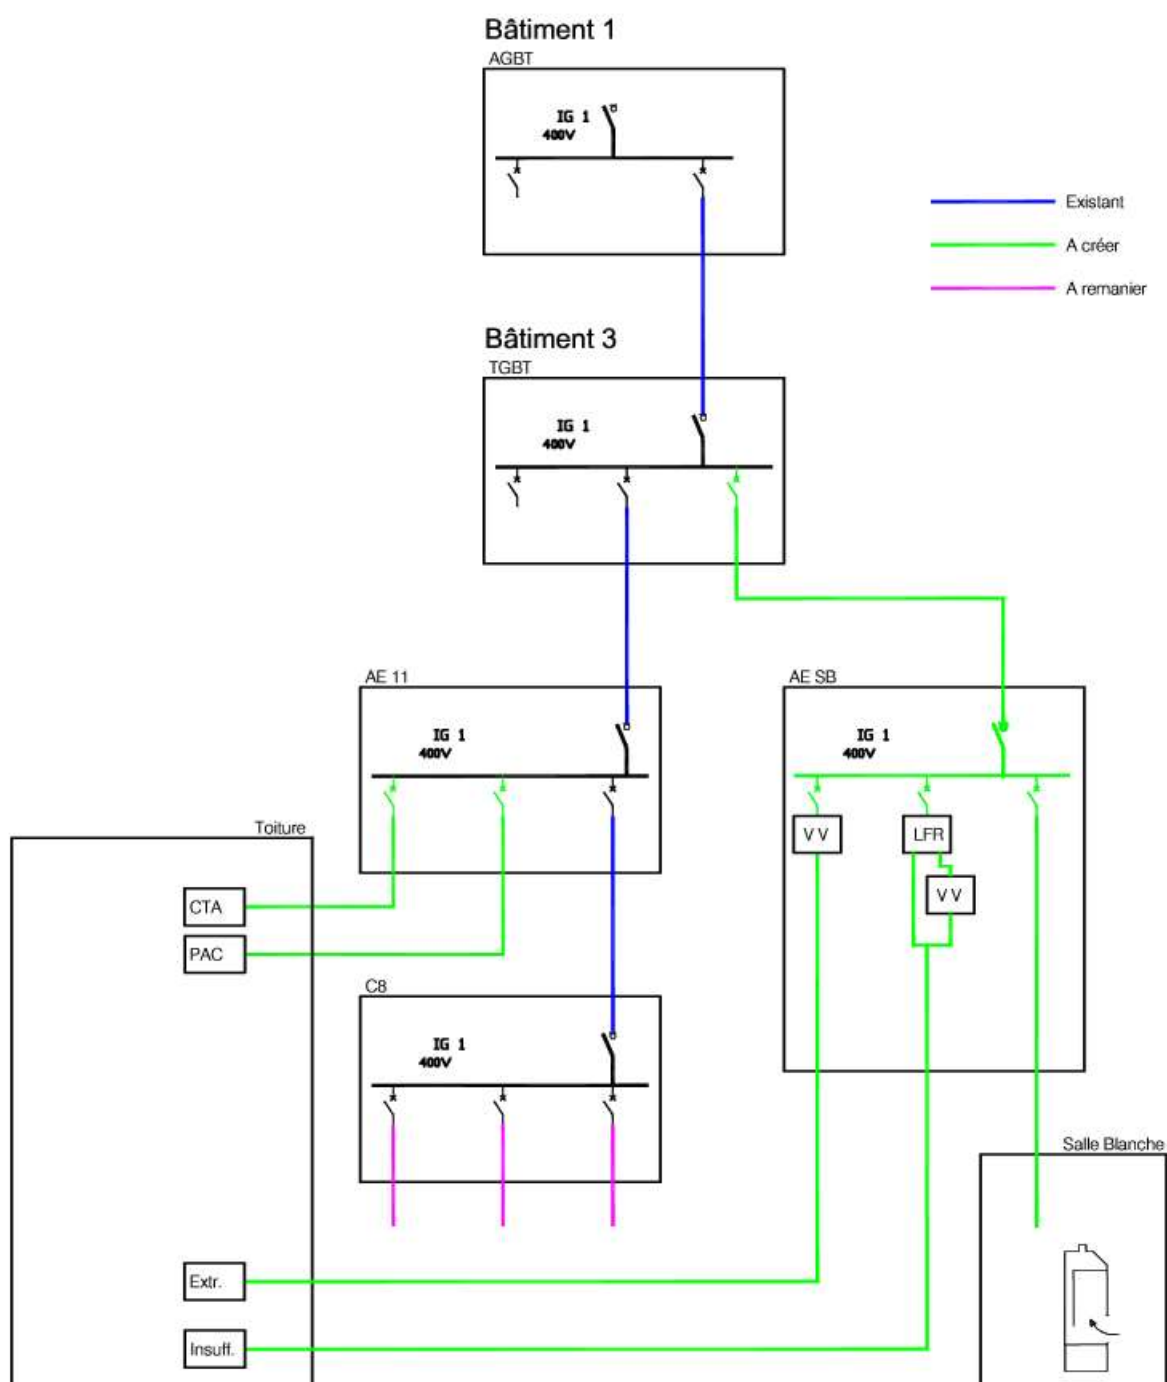 Bâtiment 1
AGBT
IG 1
400V
Existant
A créer
A remanier
Bâtiment 3
TGBT
IG 1
400V
AE 11
IG 1
400V
AE SB
IG 1
400V
V V
LFR
V V
Toiture
CTA
PAC
C8
IG 1
400V
Salle Blanche
Extr.
Insuff.